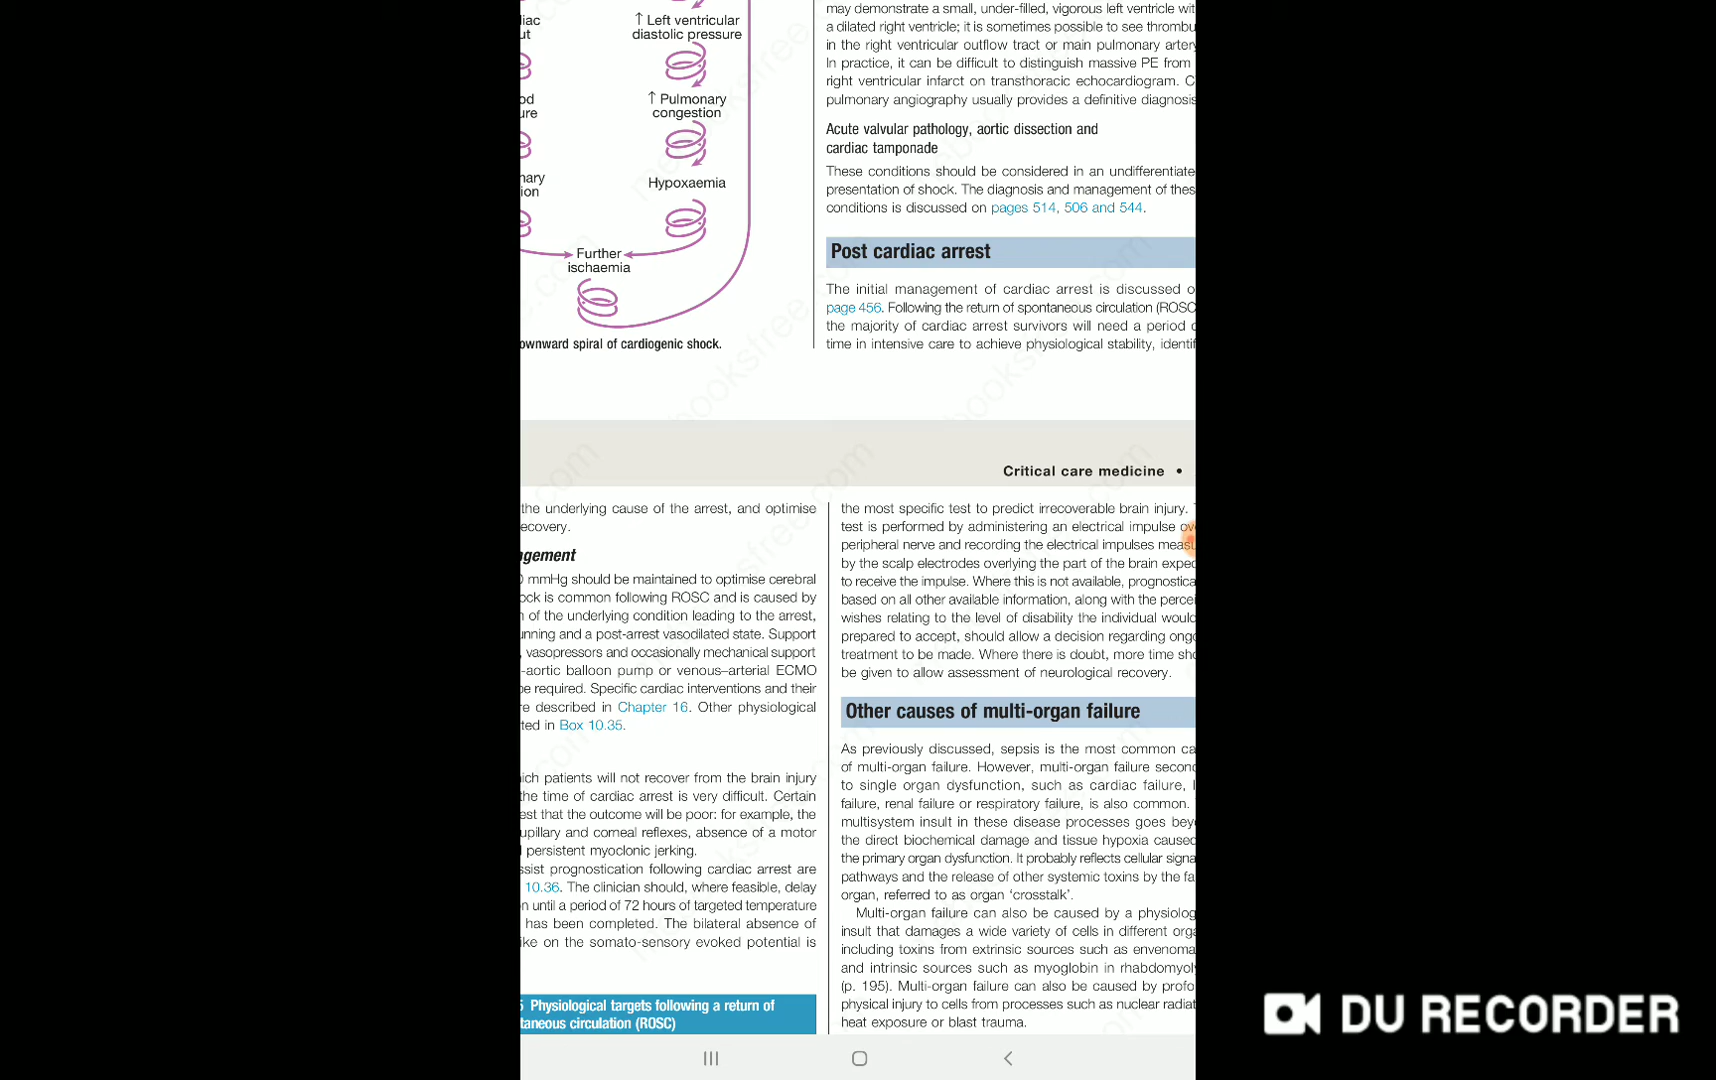 liac
ut
↑ Left ventricular
diastolic pressure
od
ure
↑ Pulmonary
congestion
nary
ion
Hypoxaemia
Further
ischaemia
ownward spiral of cardiogenic shock.
may demonstrate a small, under-filled, vigorous left ventricle wit
a dilated right ventricle; it is sometimes possible to see thrombu
in the right ventricular outflow tract or main pulmonary artery
In practice, it can be difficult to distinguish massive PE from
right ventricular infarct on transthoracic echocardiogram. C
pulmonary angiography usually provides a definitive diagnosis
Acute valvular pathology, aortic dissection and
cardiac tamponade
These conditions should be considered in an undifferentiate
presentation of shock. The diagnosis and management of thes
conditions is discussed on pages 514, 506 and 544.
Post cardiac arrest
The initial management of cardiac arrest is discussed o
page 456. Following the return of spontaneous circulation (ROSC
the majority of cardiac arrest survivors will need a period o
time in intensive care to achieve physiological stability, identif
Critical care medicine •
the underlying cause of the arrest, and optimise
ecovery.
gement
0 mmHg should be maintained to optimise cerebral
ock is common following ROSC and is caused by
n of the underlying condition leading to the arrest,
unning and a post-arrest vasodilated state. Support
, vasopressors and occasionally mechanical support
-aortic balloon pump or venous–arterial ECMO
be required. Specific cardiac interventions and their
re described in Chapter 16. Other physiological
ted in Box 10.35.
ich patients will not recover from the brain injury
the time of cardiac arrest is very difficult. Certain
est that the outcome will be poor: for example, the
upillary and corneal reflexes, absence of a motor
persistent myoclonic jerking.
ssist prognostication following cardiac arrest are
10.36. The clinician should, where feasible, delay
n until a period of 72 hours of targeted temperature
has been completed. The bilateral absence of
ike on the somato-sensory evoked potential is
5 Physiological targets following a return of
taneous circulation (ROSC)
the most specific test to predict irrecoverable brain injury. T
test is performed by administering an electrical impulse ov
peripheral nerve and recording the electrical impulses measu
by the scalp electrodes overlying the part of the brain expec
to receive the impulse. Where this is not available, prognostica
based on all other available information, along with the percei
wishes relating to the level of disability the individual would
prepared to accept, should allow a decision regarding ongo
treatment to be made. Where there is doubt, more time sho
be given to allow assessment of neurological recovery.
Other causes of multi-organ failure
As previously discussed, sepsis is the most common ca
of multi-organ failure. However, multi-organ failure second
to single organ dysfunction, such as cardiac failure, l
failure, renal failure or respiratory failure, is also common.
multisystem insult in these disease processes goes beyo
the direct biochemical damage and tissue hypoxia caused
the primary organ dysfunction. It probably reflects cellular signa
pathways and the release of other systemic toxins by the fa
organ, referred to as organ ‘crosstalk’.
Multi-organ failure can also be caused by a physiolog
insult that damages a wide variety of cells in different orga
including toxins from extrinsic sources such as envenoma
and intrinsic sources such as myoglobin in rhabdomyol
(p. 195). Multi-organ failure can also be caused by profo
physical injury to cells from processes such as nuclear radiat
heat exposure or blast trauma.
DU RECORDER